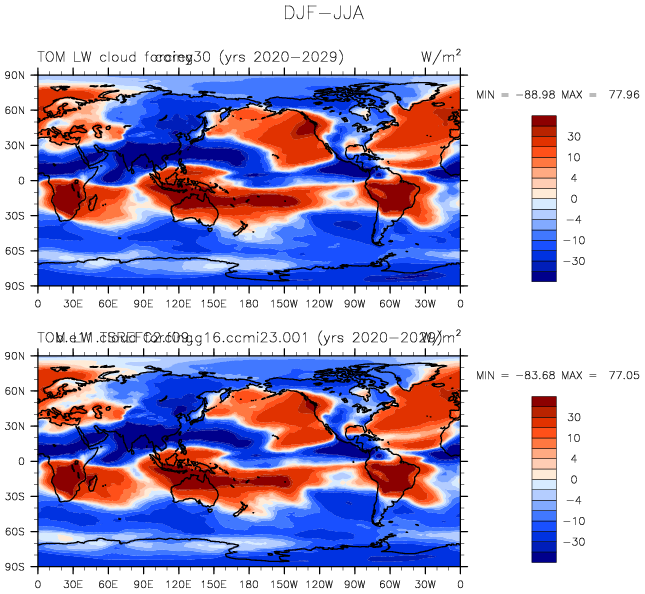 DJF−JJA
TOM LW cloud forcing (yrs 2020−2029) W/m²
MIN = −88.98 MAX = 77.96
90N
60N
30N
0
30S
60S
90S
30
10
4
0
−4
−10
−30
0 30E 60E 90E 120E 150E 180 150W 120W 90W 60W 30W 0
TOM LW (yrs 2020−2029) W/m²
MIN = −83.68 MAX = 77.05
90N
60N
30N
0
30S
60S
90S
30
10
4
0
−4
−10
−30
0 30E 60E 90E 120E 150E 180 150W 120W 90W 60W 30W 0